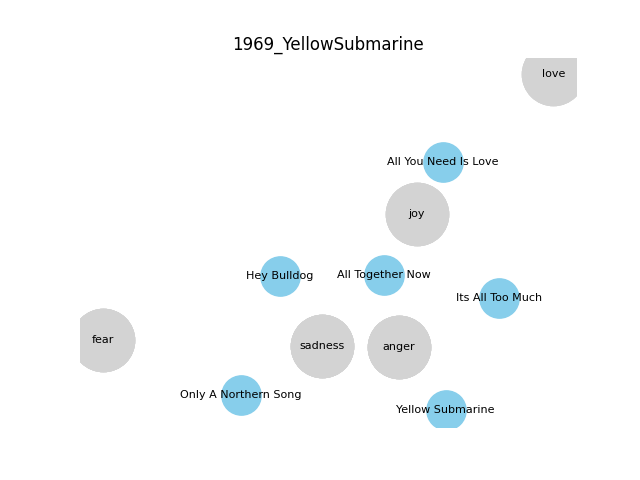 1969_YellowSubmarine
love
All You Need Is Love
joy
Hey Bulldog
All Together Now
Its All Too Much
fear
sadness
anger
Only A Northern Song
Yellow Submarine